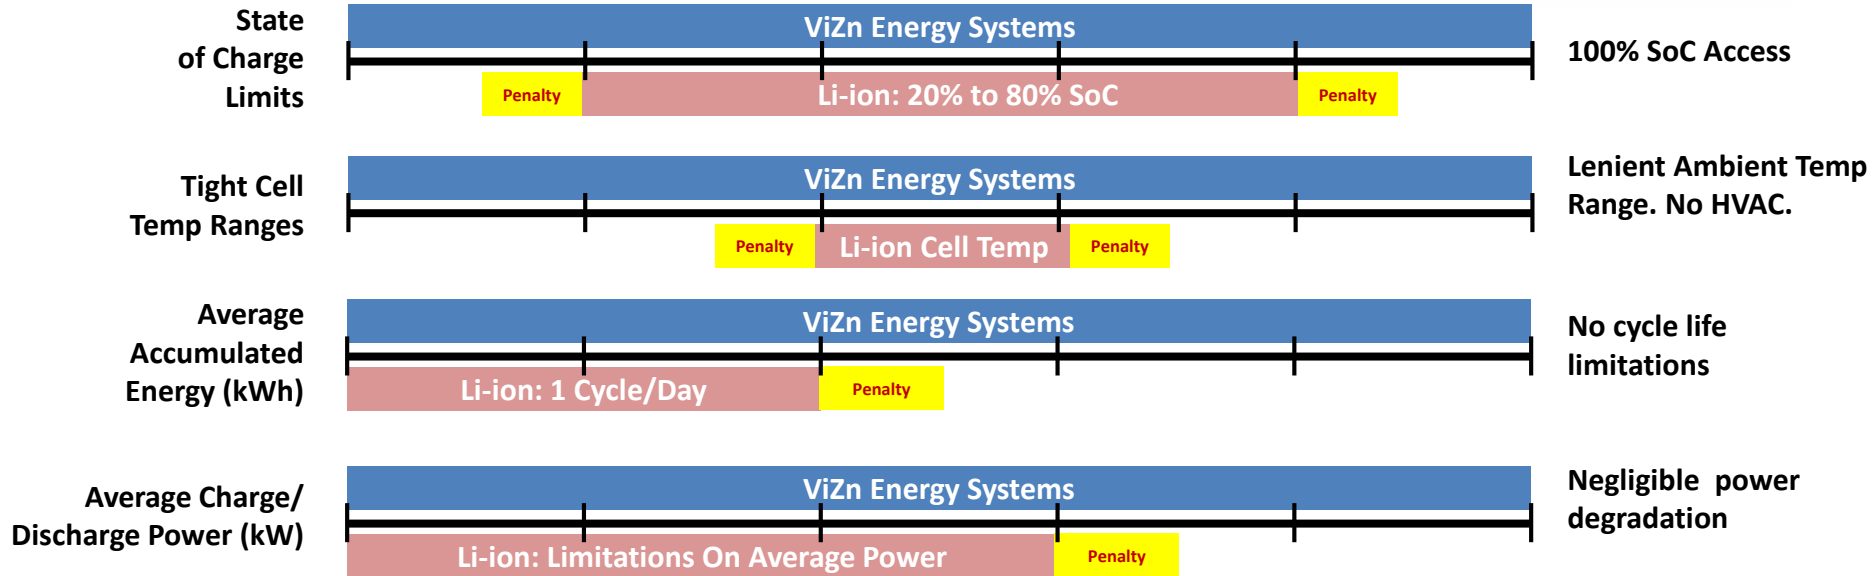 State
of Charge
Limits
ViZn Energy Systems
Penalty
Li-ion: 20% to 80% SoC
Penalty
100% SoC Access
Tight Cell
Temp Ranges
ViZn Energy Systems
Penalty
Li-ion Cell Temp
Penalty
Lenient Ambient Temp
Range. No HVAC.
Average
Accumulated
Energy (kWh)
ViZn Energy Systems
Li-ion: 1 Cycle/Day
Penalty
No cycle life
limitations
Average Charge/
Discharge Power (kW)
ViZn Energy Systems
Li-ion: Limitations On Average Power
Penalty
Negligible power
degradation